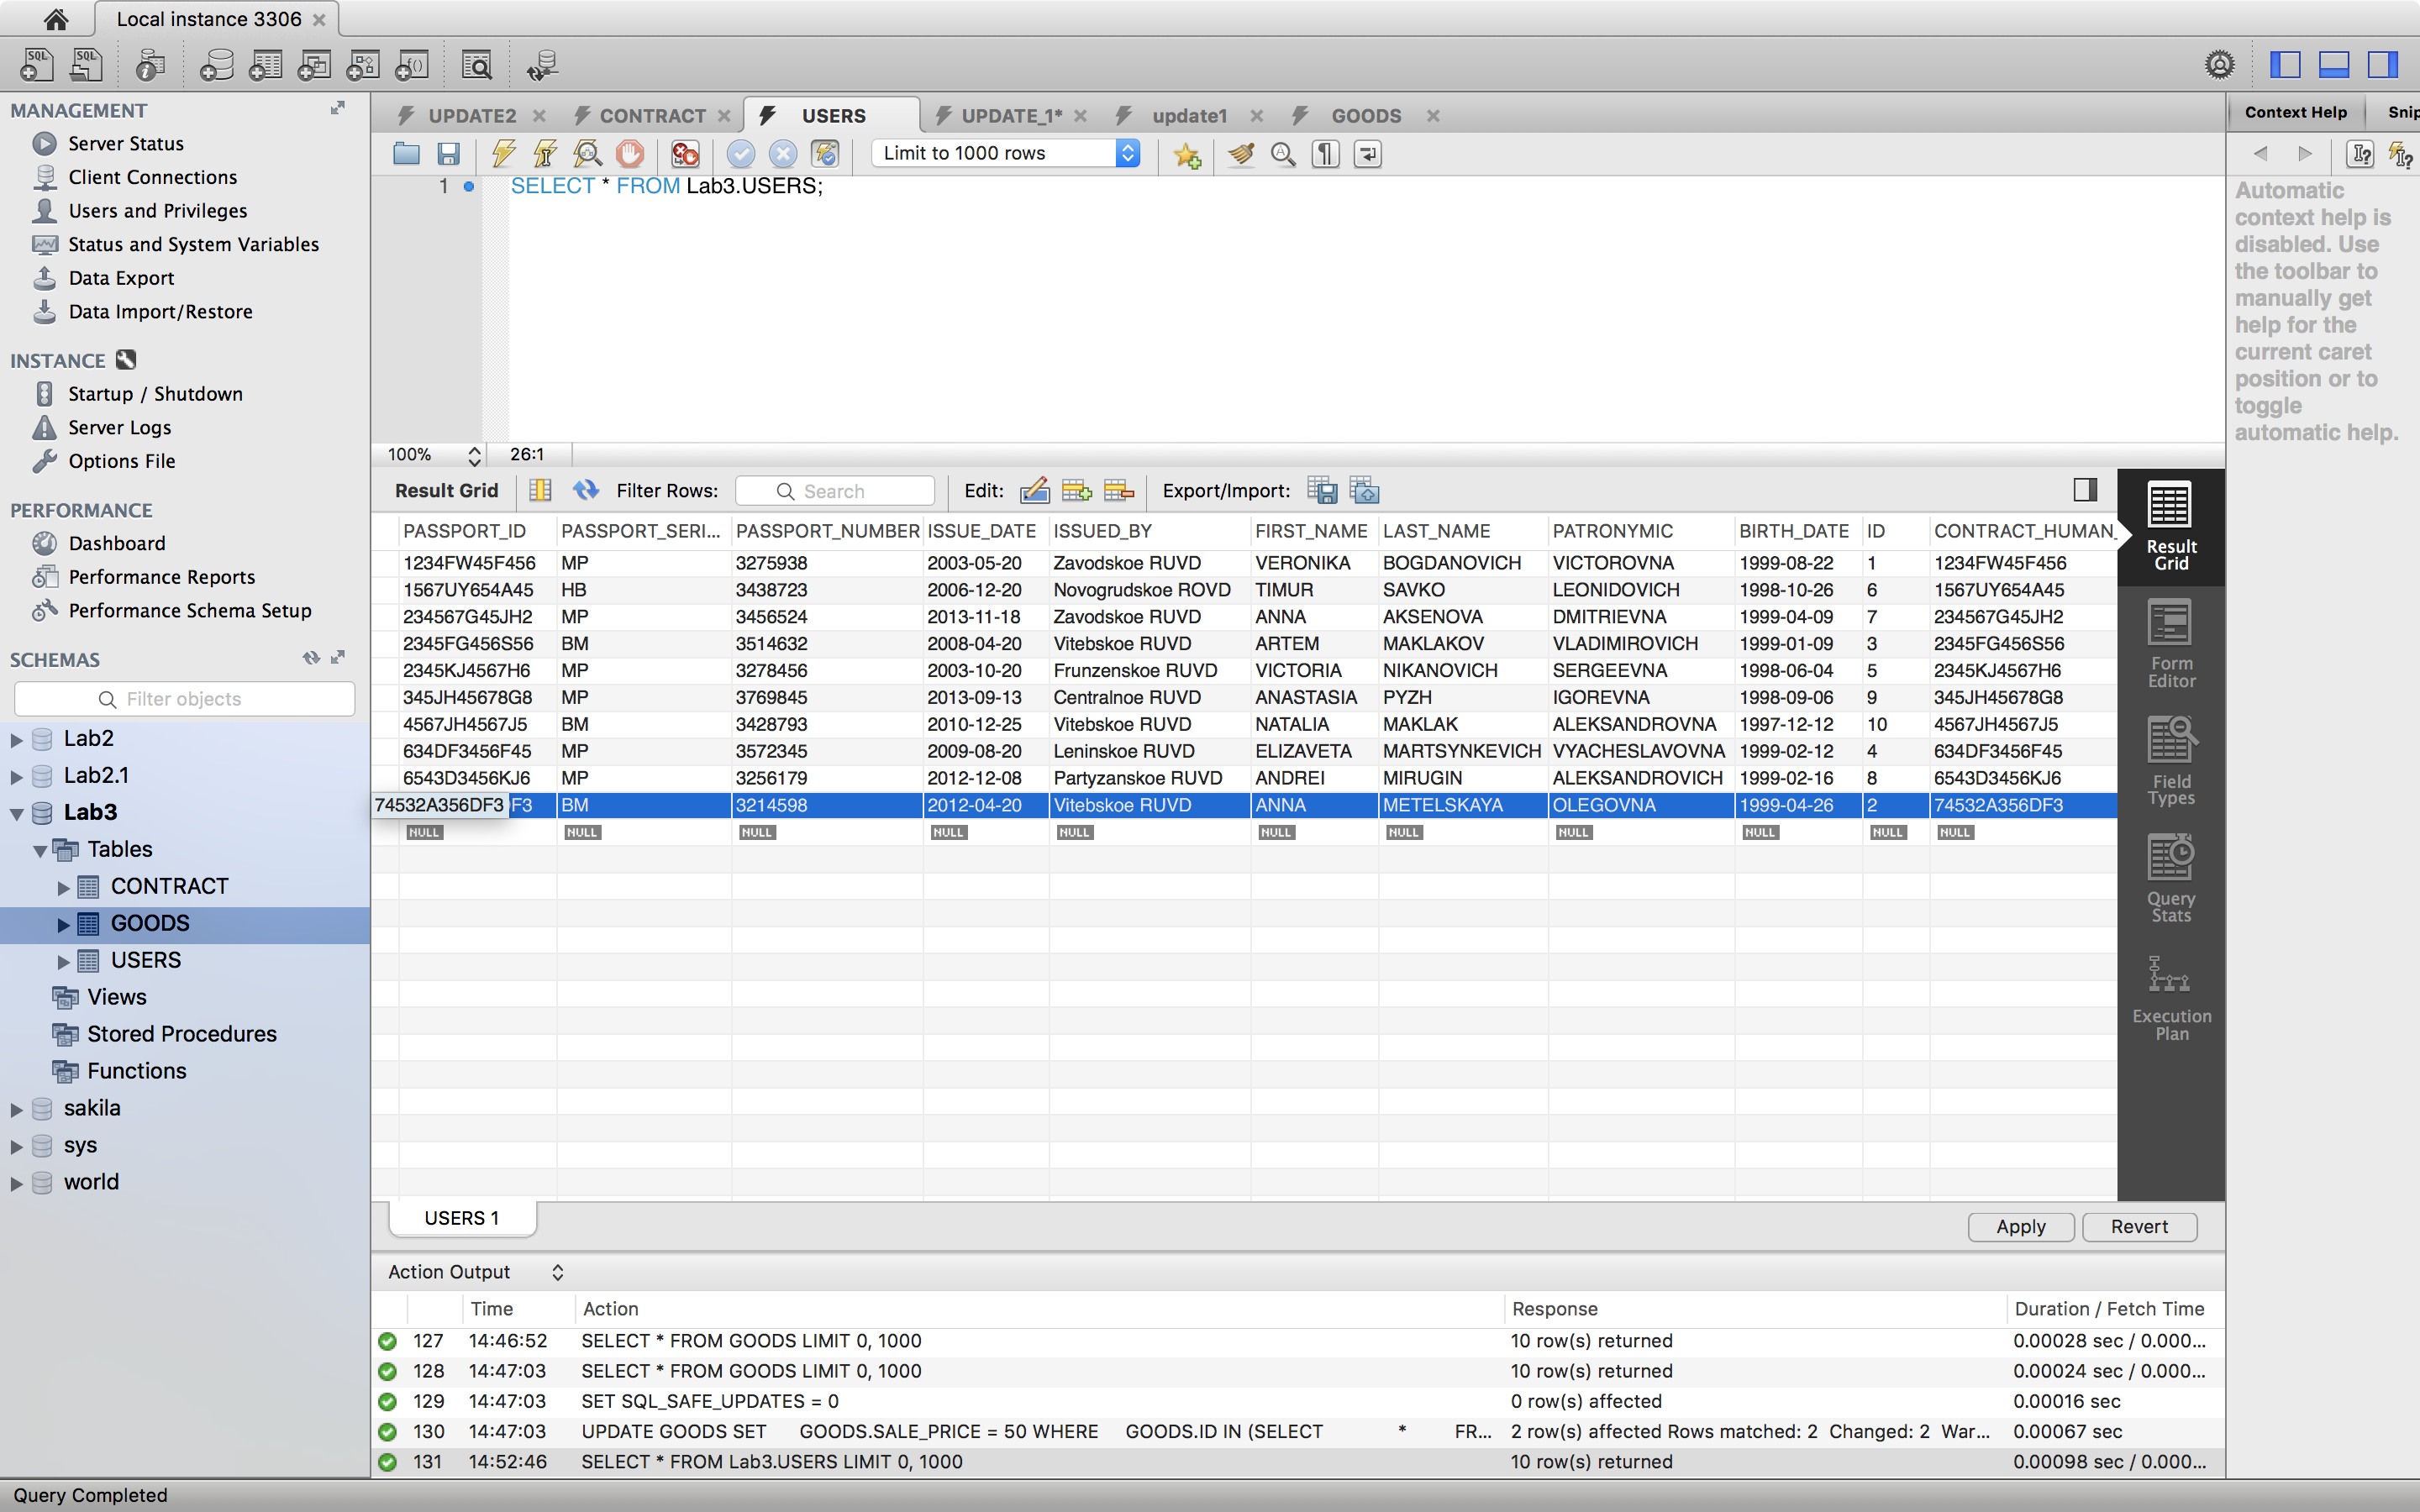 Local instance 3306
MANAGEMENT
Server Status
Client Connections
Users and Privileges
Status and System Variables
Data Export
Data Import/Restore
INSTANCE
Startup / Shutdown
Server Logs
Options File
PERFORMANCE
Dashboard
Performance Reports
Performance Schema Setup
SCHEMAS
Filter objects
Lab2
Lab2.1
Lab3
Tables
CONTRACT
GOODS
USERS
Views
Stored Procedures
Functions
sakila
sys
world
UPDATE2 CONTRACT USERS UPDATE_1* update1 GOODS
Limit to 1000 rows
1 SELECT * FROM Lab3.USERS;
100% 26:1
Result Grid Filter Rows: Search Edit: Export/Import:
PASSPORT_ID PASSPORT_SERI... PASSPORT_NUMBER ISSUE_DATE ISSUED_BY FIRST_NAME LAST_NAME PATRONYMIC BIRTH_DATE ID CONTRACT_HUMAN_
1234FW45F456 MP 3275938 2003-05-20 Zavodskoe RUVD VERONIKA BOGDANOVICH VICTOROVNA 1999-08-22 1 1234FW45F456
1567UY654A45 HB 3438723 2006-12-20 Novogrudskoe ROVD TIMUR SAVKO LEONIDOVICH 1998-10-26 6 1567UY654A45
234567G45JH2 MP 3456524 2013-11-18 Zavodskoe RUVD ANNA AKSENOVA DMITRIEVNA 1999-04-09 7 234567G45JH2
2345FG456S56 BM 3514632 2008-04-20 Vitebskoe RUVD ARTEM MAKLAKOV VLADIMIROVICH 1999-01-09 3 2345FG456S56
2345KJ4567H6 MP 3278456 2003-10-20 Frunzenskoe RUVD VICTORIA NIKANOVICH SERGEEVNA 1998-06-04 5 2345KJ4567H6
345JH45678G8 MP 3769845 2013-09-13 Centralnoe RUVD ANASTASIA PYZH IGOREVNA 1998-09-06 9 345JH45678G8
4567JH4567J5 BM 3428793 2010-12-25 Vitebskoe RUVD NATALIA MAKLAK ALEKSANDROVNA 1997-12-12 10 4567JH4567J5
634DF3456F45 MP 3572345 2009-08-20 Leninskoe RUVD ELIZAVETA MARTSYNKEVICH VYACHESLAVOVNA 1999-02-12 4 634DF3456F45
6543D3456KJ6 MP 3256179 2012-12-08 Partyzanskoe RUVD ANDREI MIRUGIN ALEKSANDROVICH 1999-02-16 8 6543D3456KJ6
74532A356DF3 F3 BM 3214598 2012-04-20 Vitebskoe RUVD ANNA METELSKAYA OLEGOVNA 1999-04-26 2 74532A356DF3
NULL NULL NULL NULL NULL NULL NULL NULL NULL NULL NULL
Result
Grid
Form
Editor
Field
Types
Query
Stats
Execution
Plan
USERS 1
Apply Revert
Action Output
Time Action Response Duration / Fetch Time
127 14:46:52 SELECT * FROM GOODS LIMIT 0, 1000 10 row(s) returned 0.00028 sec / 0.000...
128 14:47:03 SELECT * FROM GOODS LIMIT 0, 1000 10 row(s) returned 0.00024 sec / 0.000...
129 14:47:03 SET SQL_SAFE_UPDATES = 0 0 row(s) affected 0.00016 sec
130 14:47:03 UPDATE GOODS SET GOODS.SALE_PRICE = 50 WHERE GOODS.ID IN (SELECT * FR... 2 row(s) affected Rows matched: 2 Changed: 2 War... 0.00067 sec
131 14:52:46 SELECT * FROM Lab3.USERS LIMIT 0, 1000 10 row(s) returned 0.00098 sec / 0.000...
Query Completed
Context Help Snip
Automatic
context help is
disabled. Use
the toolbar to
manually get
help for the
current caret
position or to
toggle
automatic help.